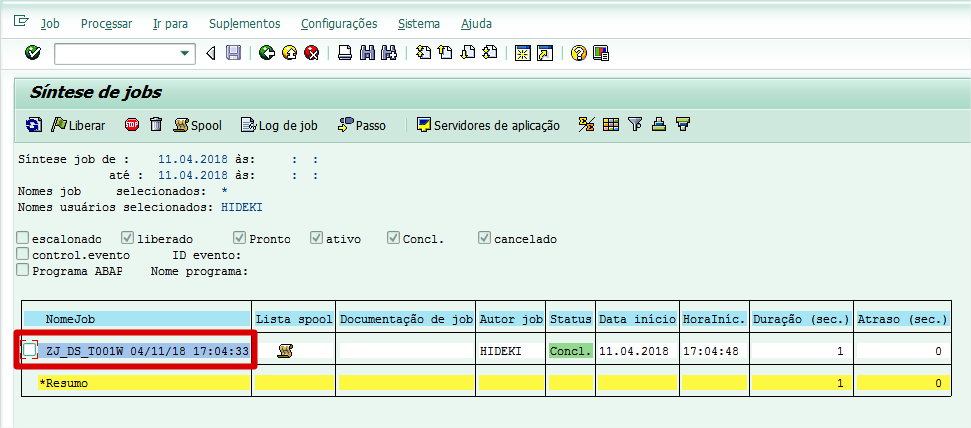 Job Processar Ir para Suplementos Configurações Sistema Ajuda
Síntese de jobs
Liberar STOP Spool Log de job Passo Servidores de aplicação
Síntese job de : 11.04.2018 às: : :
até : 11.04.2018 às: : :
Nomes job selecionados: *
Nomes usuários selecionados: HIDEKI
escalonado liberado Pronto ativo Concl. cancelado
control.evento ID evento:
Programa ABAP Nome programa:
NomeJob Lista spool Documentação de job Autor job Status Data início HoraIníc. Duração (sec.) Atraso (sec.)
ZJ_DS_T001W 04/11/18 17:04:33 HIDEKI Concl. 11.04.2018 17:04:48 1 0
*Resumo 1 0